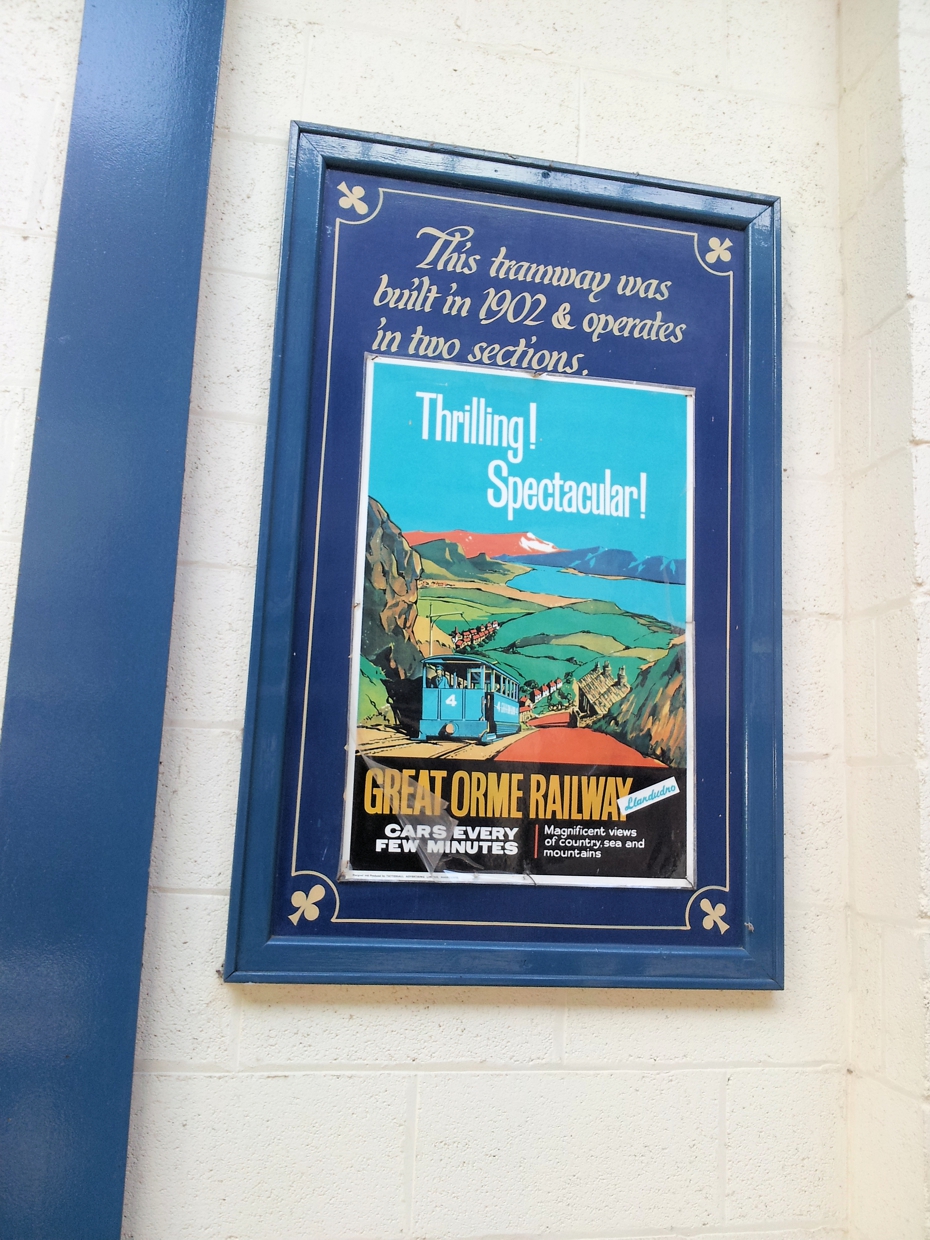 This tramway was
built in 1902 & operates
in two sections.
Thrilling!
Spectacular!
4
4
GREAT ORME RAILWAY
Llandudno
CARS EVERY
FEW MINUTES
Magnificent views
of country, sea and
mountains